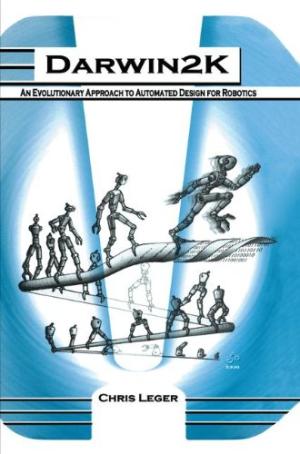 DARWIN2K
AN EVOLUTIONARY APPROACH TO AUTOMATED DESIGN FOR ROBOTICS
CHRIS LEGER